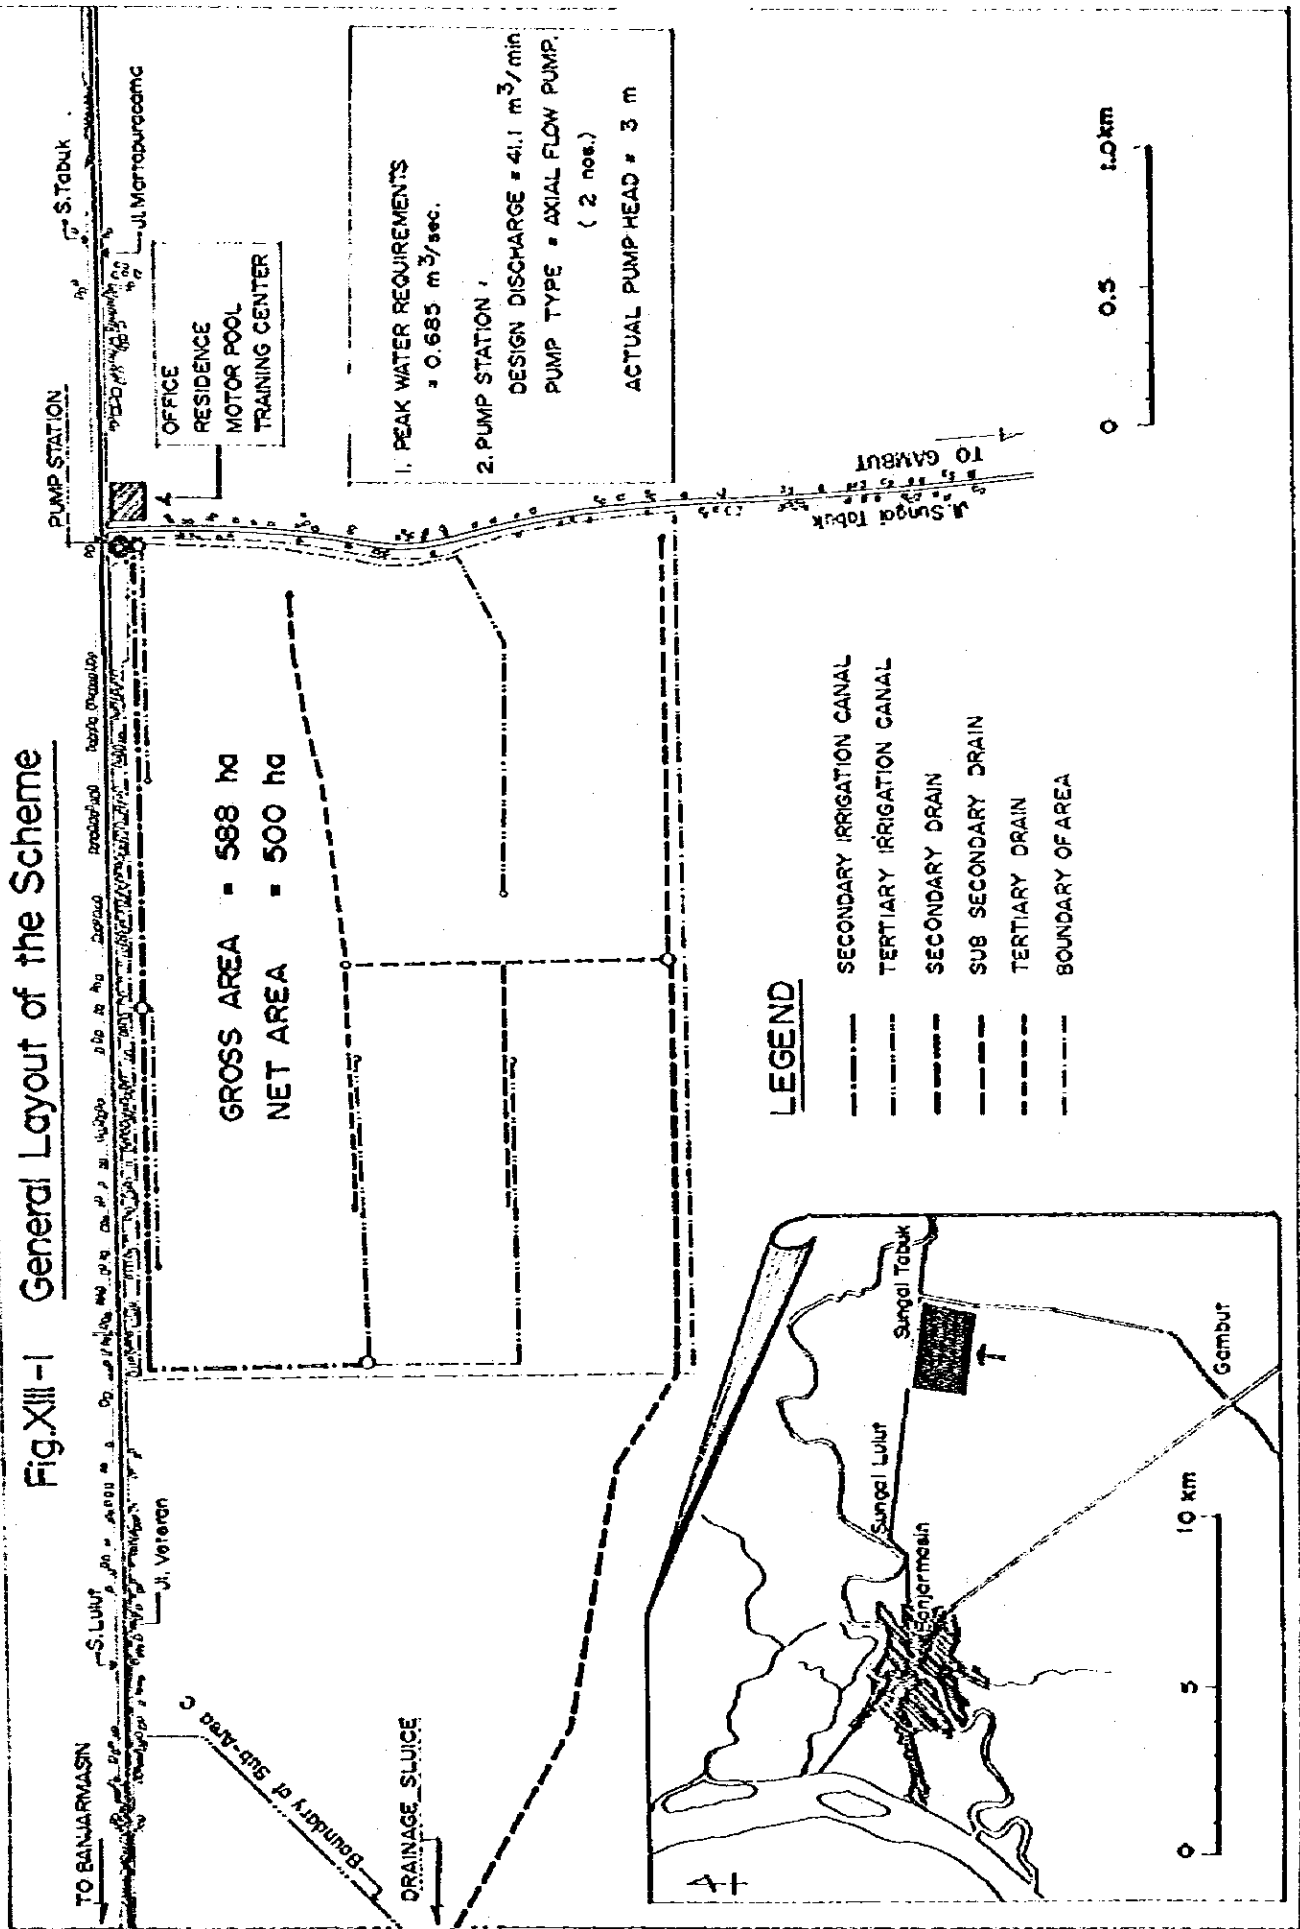 Fig.XIII-1 General Layout of the Scheme
TO BANJARMASIN
S.Lulut
Jl. Veteran
PUMP STATION
S.Tabuk
Jl.Martapuracama
OFFICE
RESIDENCE
MOTOR POOL
TRAINING CENTER
Boundary of Sub-Area C
DRAINAGE SLUICE
GROSS AREA = 588 ha
NET AREA = 500 ha
1. PEAK WATER REQUIREMENTS
= 0.685 m³/sec.
2. PUMP STATION :
DESIGN DISCHARGE = 41.1 m³/min
PUMP TYPE = AXIAL FLOW PUMP.
( 2 nos.)
ACTUAL PUMP HEAD = 3 m
Jl.Sungai Tabuk
TO GAMBUT
LEGEND
SECONDARY IRRIGATION CANAL
TERTIARY IRRIGATION CANAL
SECONDARY DRAIN
SUB SECONDARY DRAIN
TERTIARY DRAIN
BOUNDARY OF AREA
0 0.5 1.0km
Sungai Tabuk
Sungai Lulut
Banjarmasin
Gambut
0 5 10 km